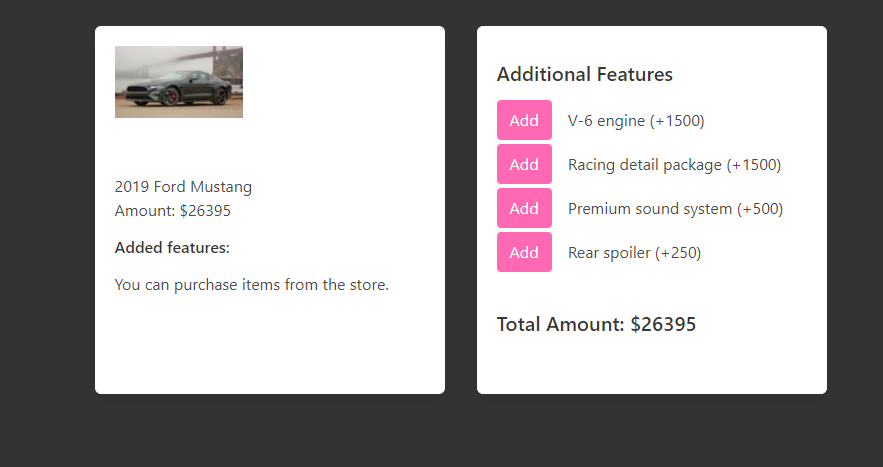 2019 Ford Mustang
Amount: $26395
Added features:
You can purchase items from the store.
Additional Features
Add V-6 engine (+1500)
Add Racing detail package (+1500)
Add Premium sound system (+500)
Add Rear spoiler (+250)
Total Amount: $26395